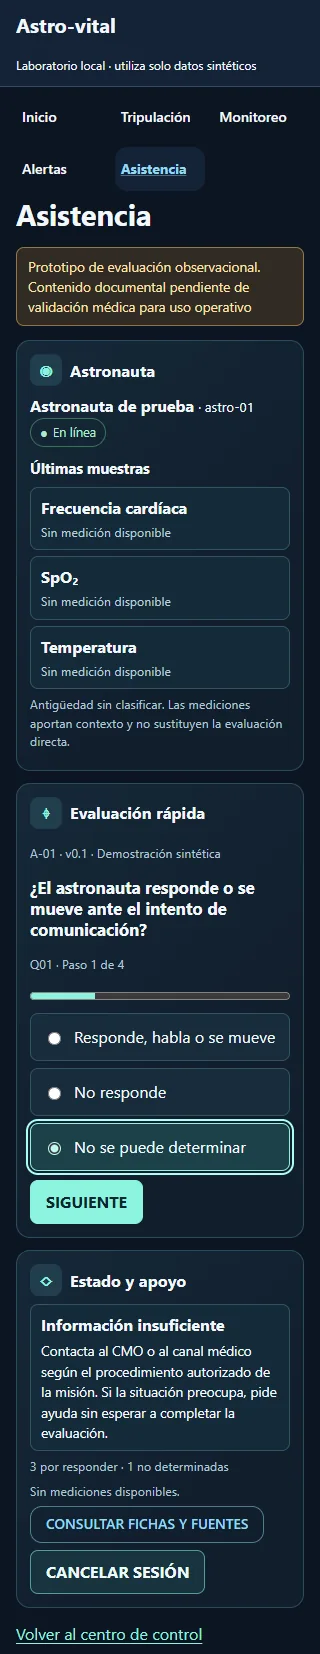 Astro-vital
Laboratorio local · utiliza solo datos sintéticos
Inicio
Tripulación
Monitoreo
Alertas
Asistencia
Asistencia
Prototipo de evaluación observacional.
Contenido documental pendiente de
validación médica para uso operativo
Astronauta
Astronauta de prueba · astro-01
En línea
Últimas muestras
Frecuencia cardíaca
Sin medición disponible
SpO₂
Sin medición disponible
Temperatura
Sin medición disponible
Antigüedad sin clasificar. Las mediciones
aportan contexto y no sustituyen la evaluación
directa.
Evaluación rápida
A-01 · v0.1 · Demostración sintética
¿El astronauta responde o se
mueve ante el intento de
comunicación?
Q01 · Paso 1 de 4
Responde, habla o se mueve
No responde
No se puede determinar
SIGUIENTE
Estado y apoyo
Información insuficiente
Contacta al CMO o al canal médico
según el procedimiento autorizado de
la misión. Si la situación preocupa, pide
ayuda sin esperar a completar la
evaluación.
3 por responder · 1 no determinadas
Sin mediciones disponibles.
CONSULTAR FICHAS Y FUENTES
CANCELAR SESIÓN
Volver al centro de control